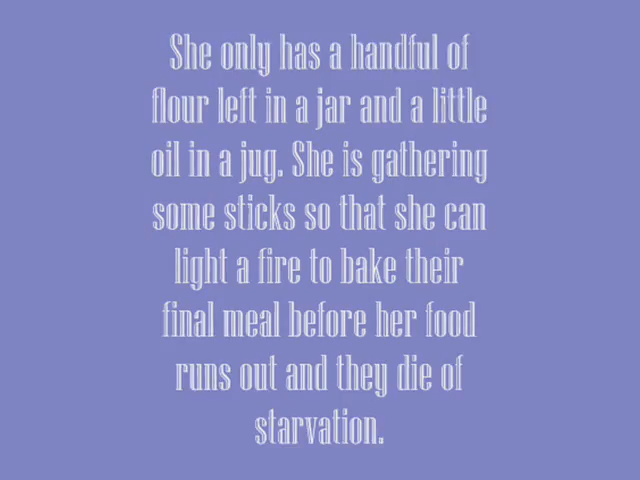 She only has a handful of
flour left in a jar and a little
oil in a jug. She is gathering
some sticks so that she can
light a fire to bake their
final meal before her food
runs out and they die of
starvation.